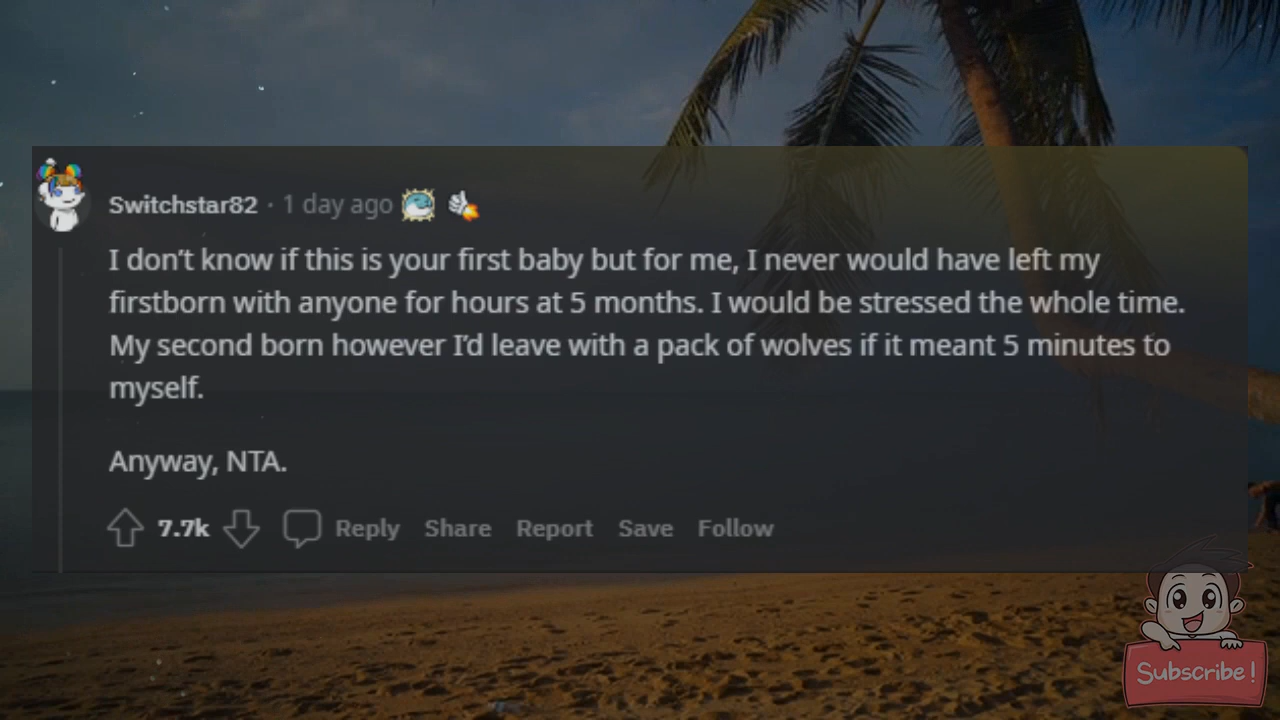 Switchstar82 · 1 day ago
I don't know if this is your first baby but for me, I never would have left my
firstborn with anyone for hours at 5 months. I would be stressed the whole time.
My second born however I'd leave with a pack of wolves if it meant 5 minutes to
myself.
Anyway, NTA.
7.7k Reply Share Report Save Follow
Subscribe!